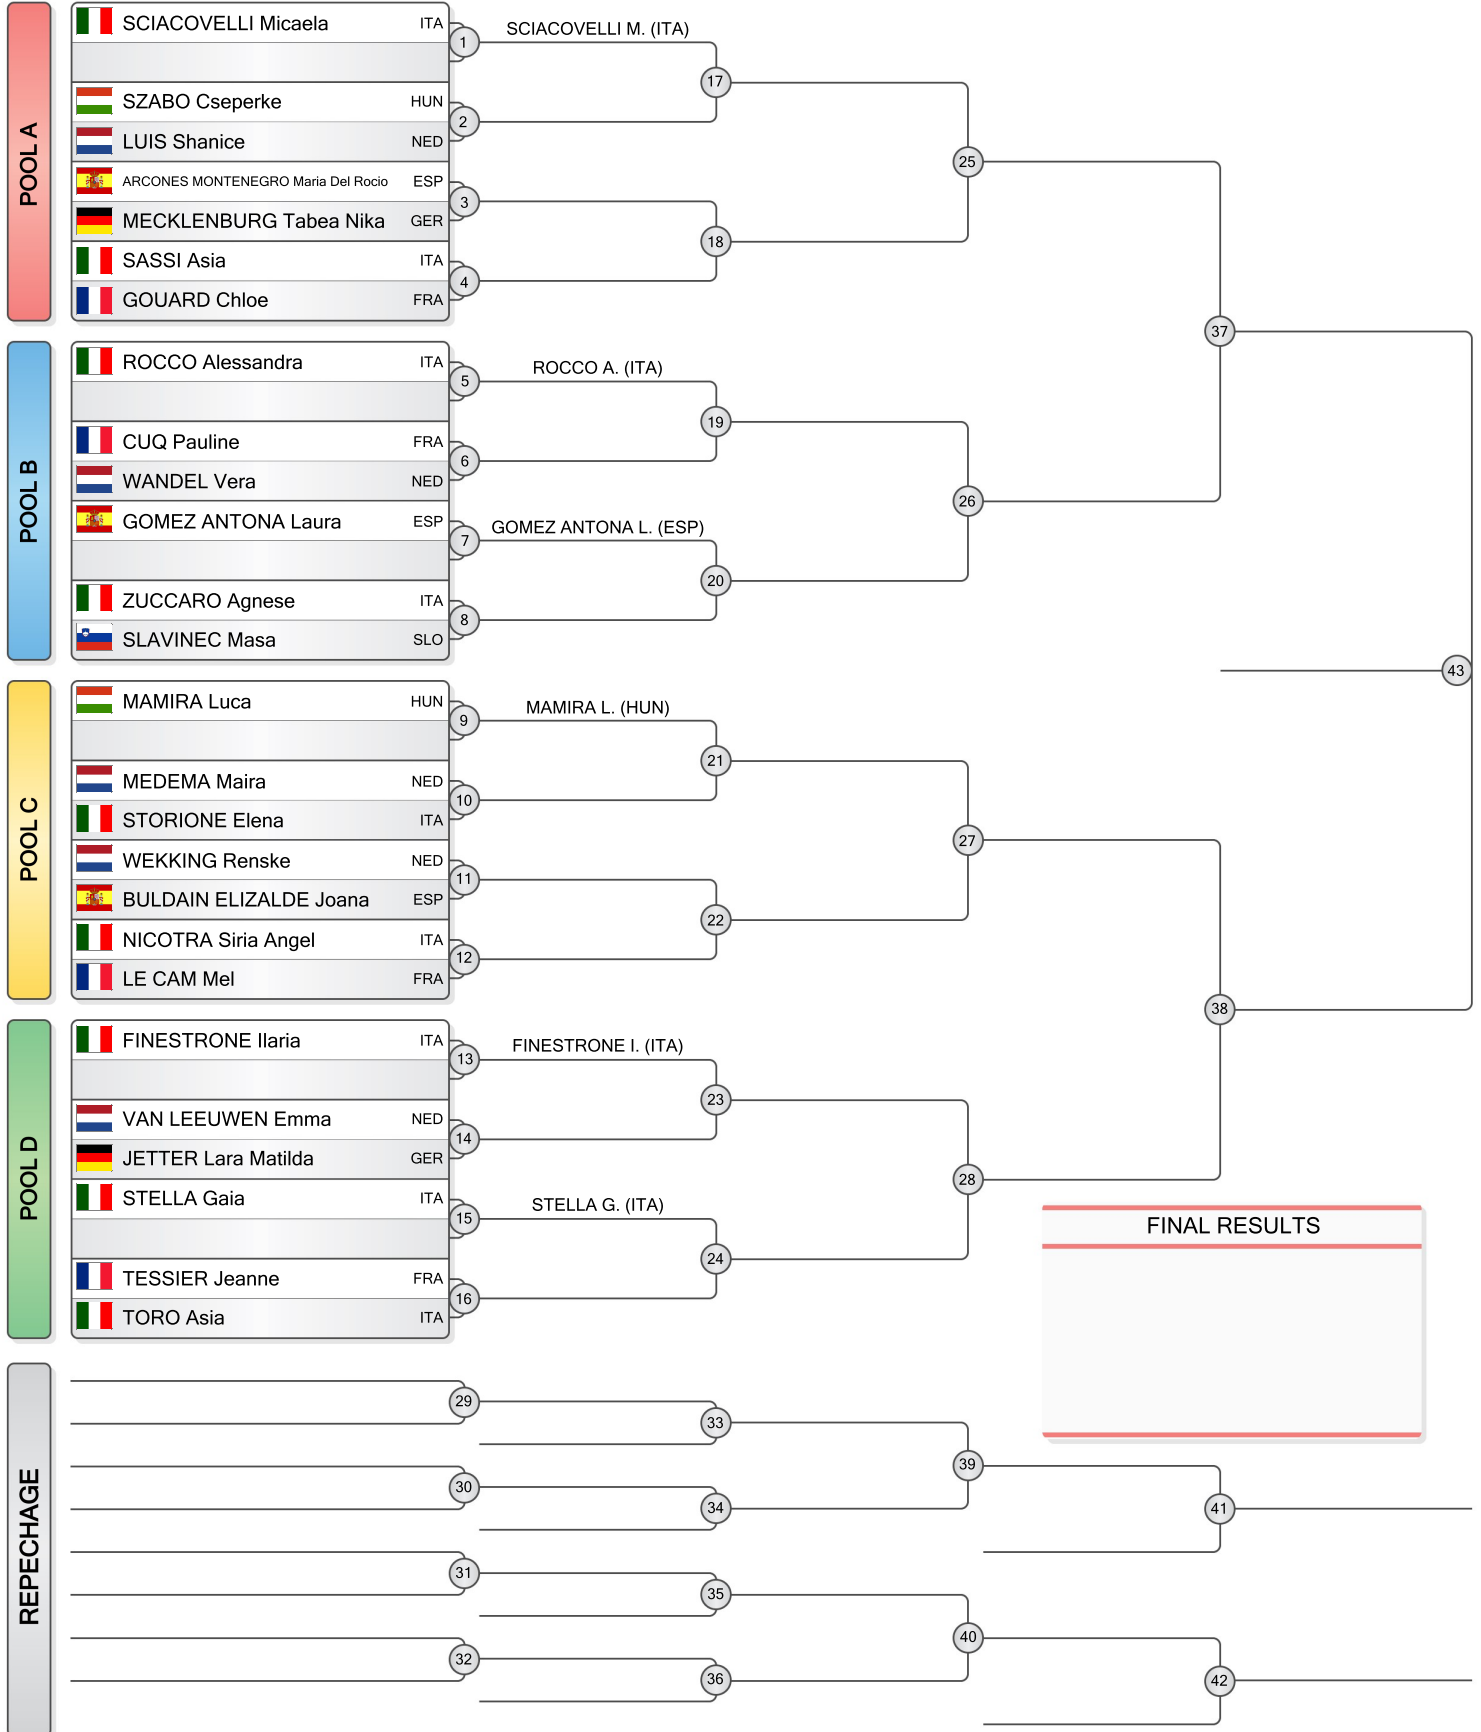 POOL A
SCIACOVELLI Micaela ITA
1
SCIACOVELLI M. (ITA)
17
SZABO Cseperke HUN
2
LUIS Shanice NED
25
ARCONES MONTENEGRO Maria Del Rocio ESP
3
MECKLENBURG Tabea Nika GER
18
SASSI Asia ITA
4
GOUARD Chloe FRA
37
POOL B
ROCCO Alessandra ITA
5
ROCCO A. (ITA)
19
CUQ Pauline FRA
6
WANDEL Vera NED
26
GOMEZ ANTONA Laura ESP
7
GOMEZ ANTONA L. (ESP)
20
ZUCCARO Agnese ITA
8
SLAVINEC Masa SLO
43
POOL C
MAMIRA Luca HUN
9
MAMIRA L. (HUN)
21
MEDEMA Maira NED
10
STORIONE Elena ITA
27
WEKKING Renske NED
11
BULDAIN ELIZALDE Joana ESP
22
NICOTRA Siria Angel ITA
12
LE CAM Mel FRA
38
POOL D
FINESTRONE Ilaria ITA
13
FINESTRONE I. (ITA)
23
VAN LEEUWEN Emma NED
14
JETTER Lara Matilda GER
28
STELLA Gaia ITA
15
STELLA G. (ITA)
24
TESSIER Jeanne FRA
16
TORO Asia ITA
FINAL RESULTS
REPECHAGE
29
33
39
30
34
41
31
35
40
32
36
42